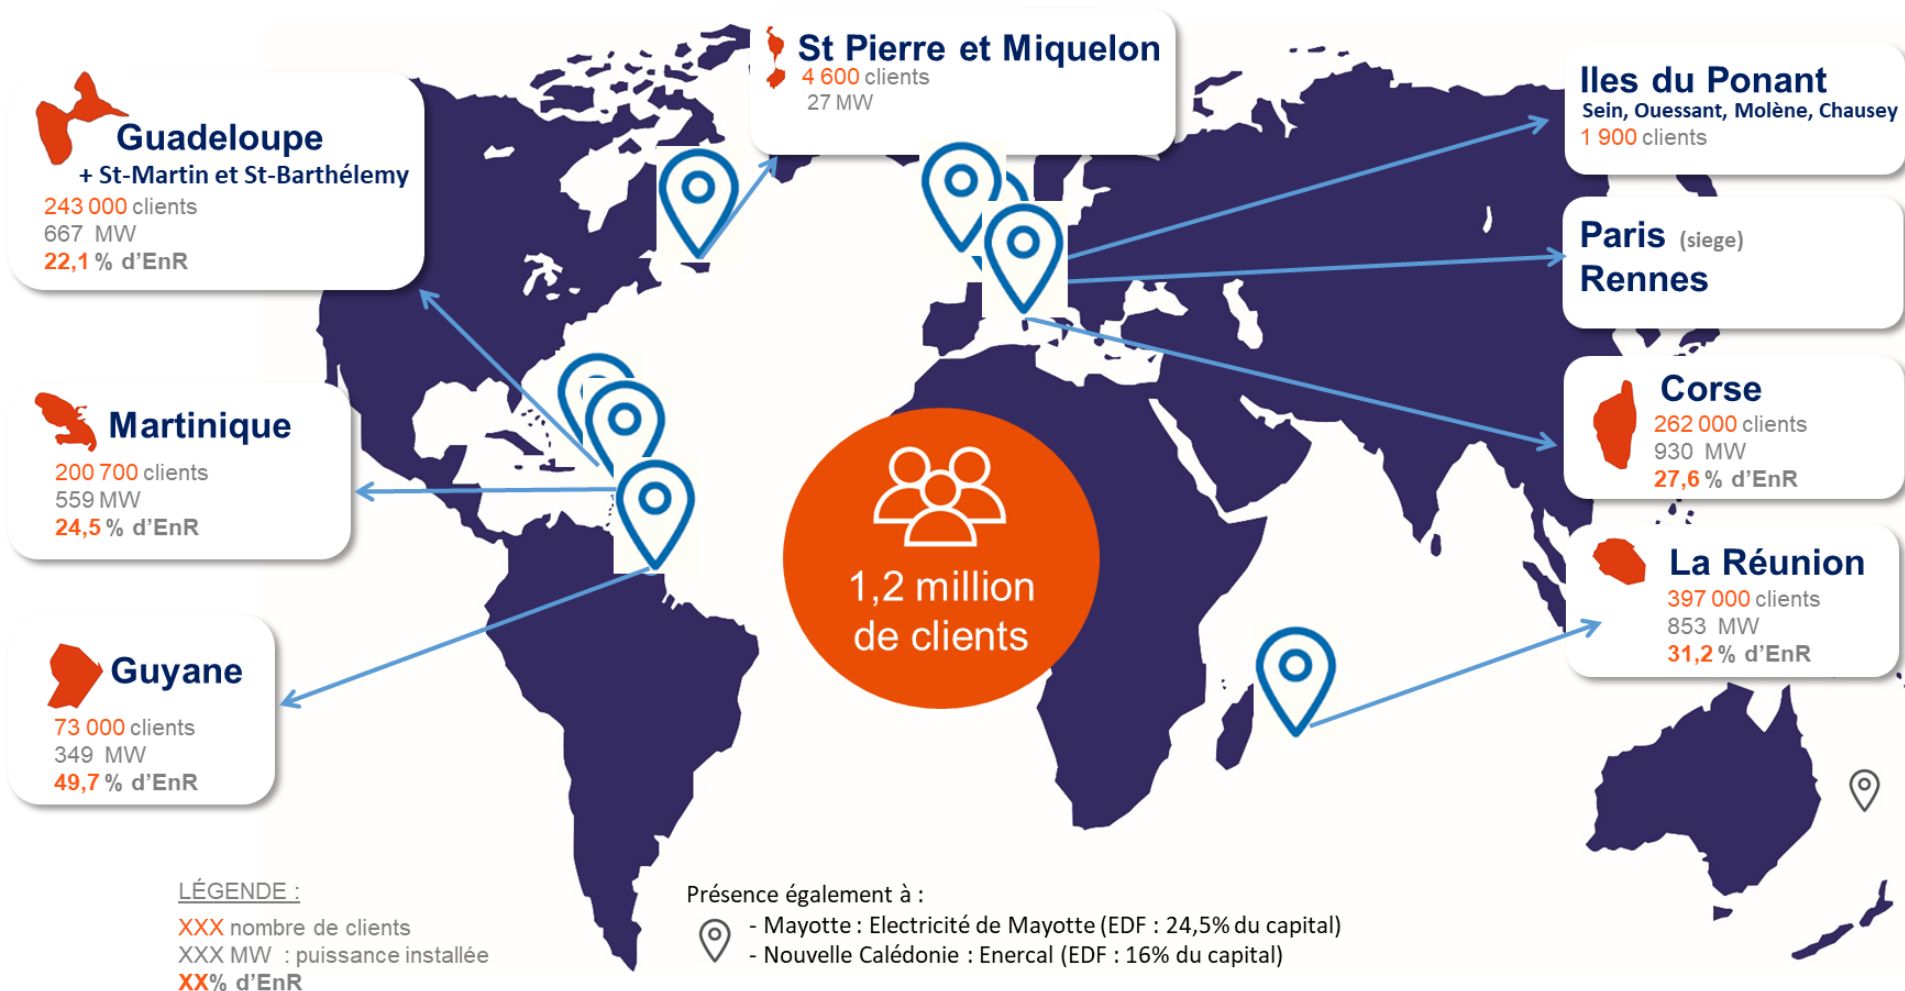 St Pierre et Miquelon
4 600 clients
27 MW
Guadeloupe
+ St-Martin et St-Barthélemy
243 000 clients
667 MW
22,1 % d'EnR
Martinique
200 700 clients
559 MW
24,5 % d'EnR
Guyane
73 000 clients
349 MW
49,7 % d'EnR
1,2 million
de clients
Iles du Ponant
Sein, Ouessant, Molène, Chausey
1 900 clients
Paris (siege)
Rennes
Corse
262 000 clients
930 MW
27,6 % d'EnR
La Réunion
397 000 clients
853 MW
31,2 % d'EnR
LÉGENDE :
XXX nombre de clients
XXX MW : puissance installée
XX% d'EnR
Présence également à :
- Mayotte : Electricité de Mayotte (EDF : 24,5% du capital)
- Nouvelle Calédonie : Enercal (EDF : 16% du capital)